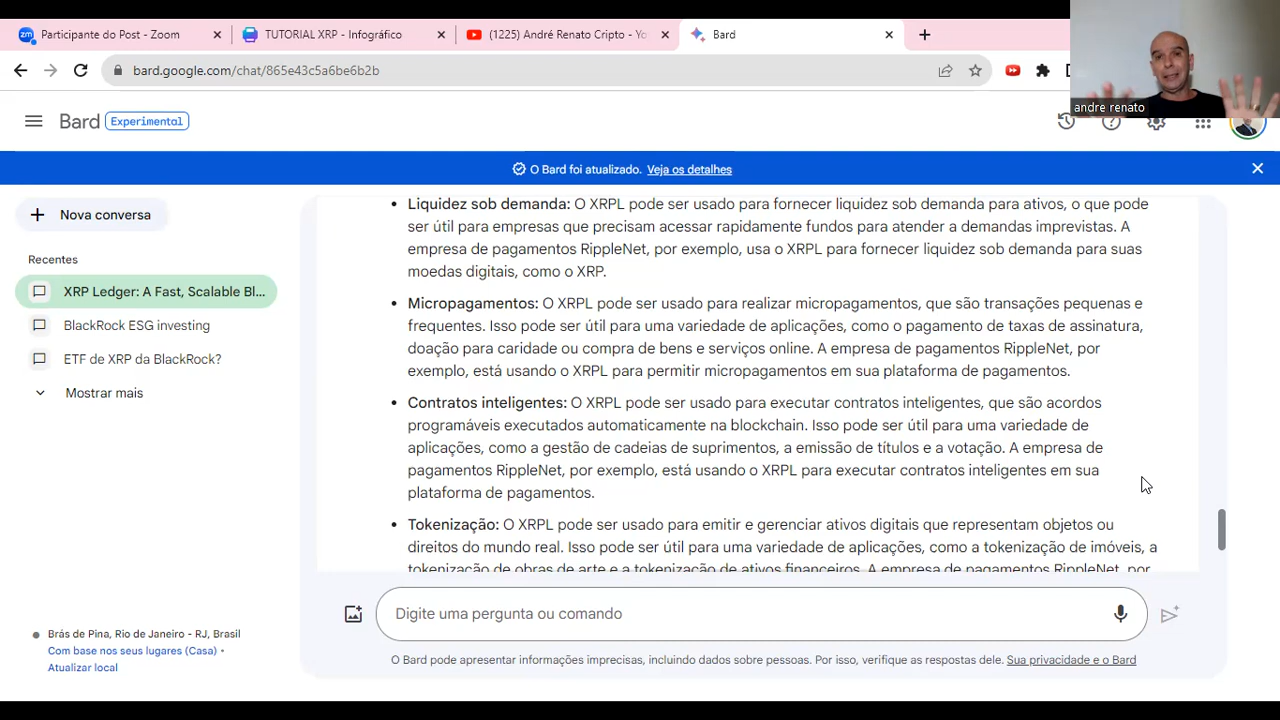 Participante do Post - Zoom
TUTORIAL XRP - Infográfico
(1225) André Renato Cripto - Yo
Bard
bard.google.com/chat/865e43c5a6be6b2b
andre renato
Bard
Experimental
O Bard foi atualizado. Veja os detalhes
Nova conversa
Recentes
XRP Ledger: A Fast, Scalable Bl...
BlackRock ESG investing
ETF de XRP da BlackRock?
Mostrar mais
Brás de Pina, Rio de Janeiro - RJ, Brasil
Com base nos seus lugares (Casa) •
Atualizar local
• Liquidez sob demanda: O XRPL pode ser usado para fornecer liquidez sob demanda para ativos, o que pode
ser útil para empresas que precisam acessar rapidamente fundos para atender a demandas imprevistas. A
empresa de pagamentos RippleNet, por exemplo, usa o XRPL para fornecer liquidez sob demanda para suas
moedas digitais, como o XRP.
• Micropagamentos: O XRPL pode ser usado para realizar micropagamentos, que são transações pequenas e
frequentes. Isso pode ser útil para uma variedade de aplicações, como o pagamento de taxas de assinatura,
doação para caridade ou compra de bens e serviços online. A empresa de pagamentos RippleNet, por
exemplo, está usando o XRPL para permitir micropagamentos em sua plataforma de pagamentos.
• Contratos inteligentes: O XRPL pode ser usado para executar contratos inteligentes, que são acordos
programáveis executados automaticamente na blockchain. Isso pode ser útil para uma variedade de
aplicações, como a gestão de cadeias de suprimentos, a emissão de títulos e a votação. A empresa de
pagamentos RippleNet, por exemplo, está usando o XRPL para executar contratos inteligentes em sua
plataforma de pagamentos.
• Tokenização: O XRPL pode ser usado para emitir e gerenciar ativos digitais que representam objetos ou
direitos do mundo real. Isso pode ser útil para uma variedade de aplicações, como a tokenização de imóveis, a
tokenização de obras de arte e a tokenização de ativos financeiros. A empresa de pagamentos RippleNet, por
Digite uma pergunta ou comando
O Bard pode apresentar informações imprecisas, incluindo dados sobre pessoas. Por isso, verifique as respostas dele. Sua privacidade e o Bard